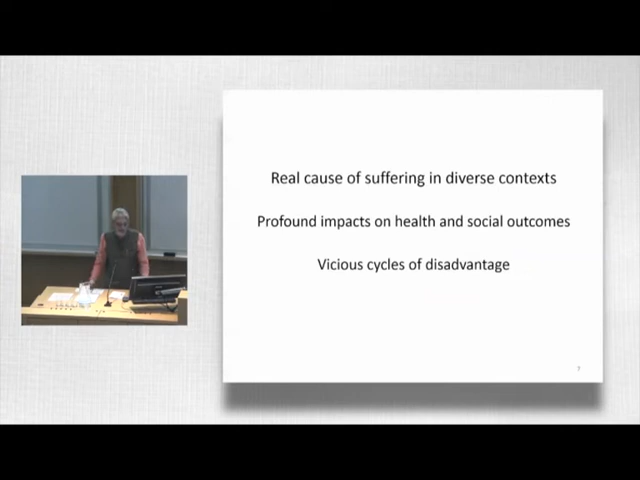 Real cause of suffering in diverse contexts
Profound impacts on health and social outcomes
Vicious cycles of disadvantage